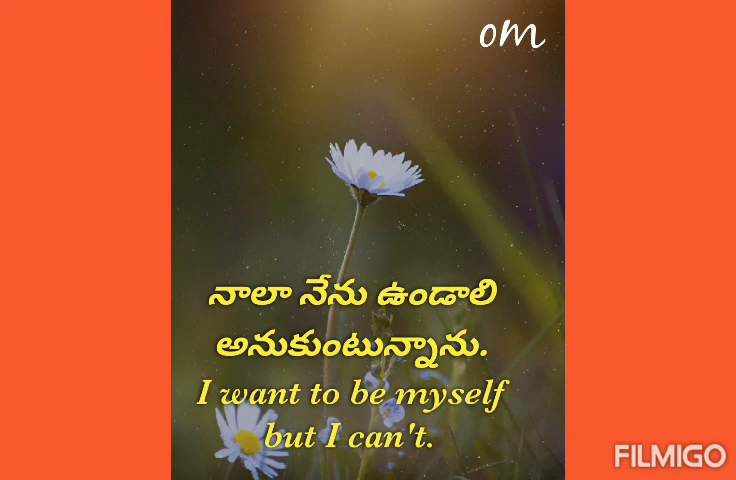 om
నాలా నేను ఉండాలి
అనుకుంటున్నాను.
I want to be myself
but I can't.
FILMIGO